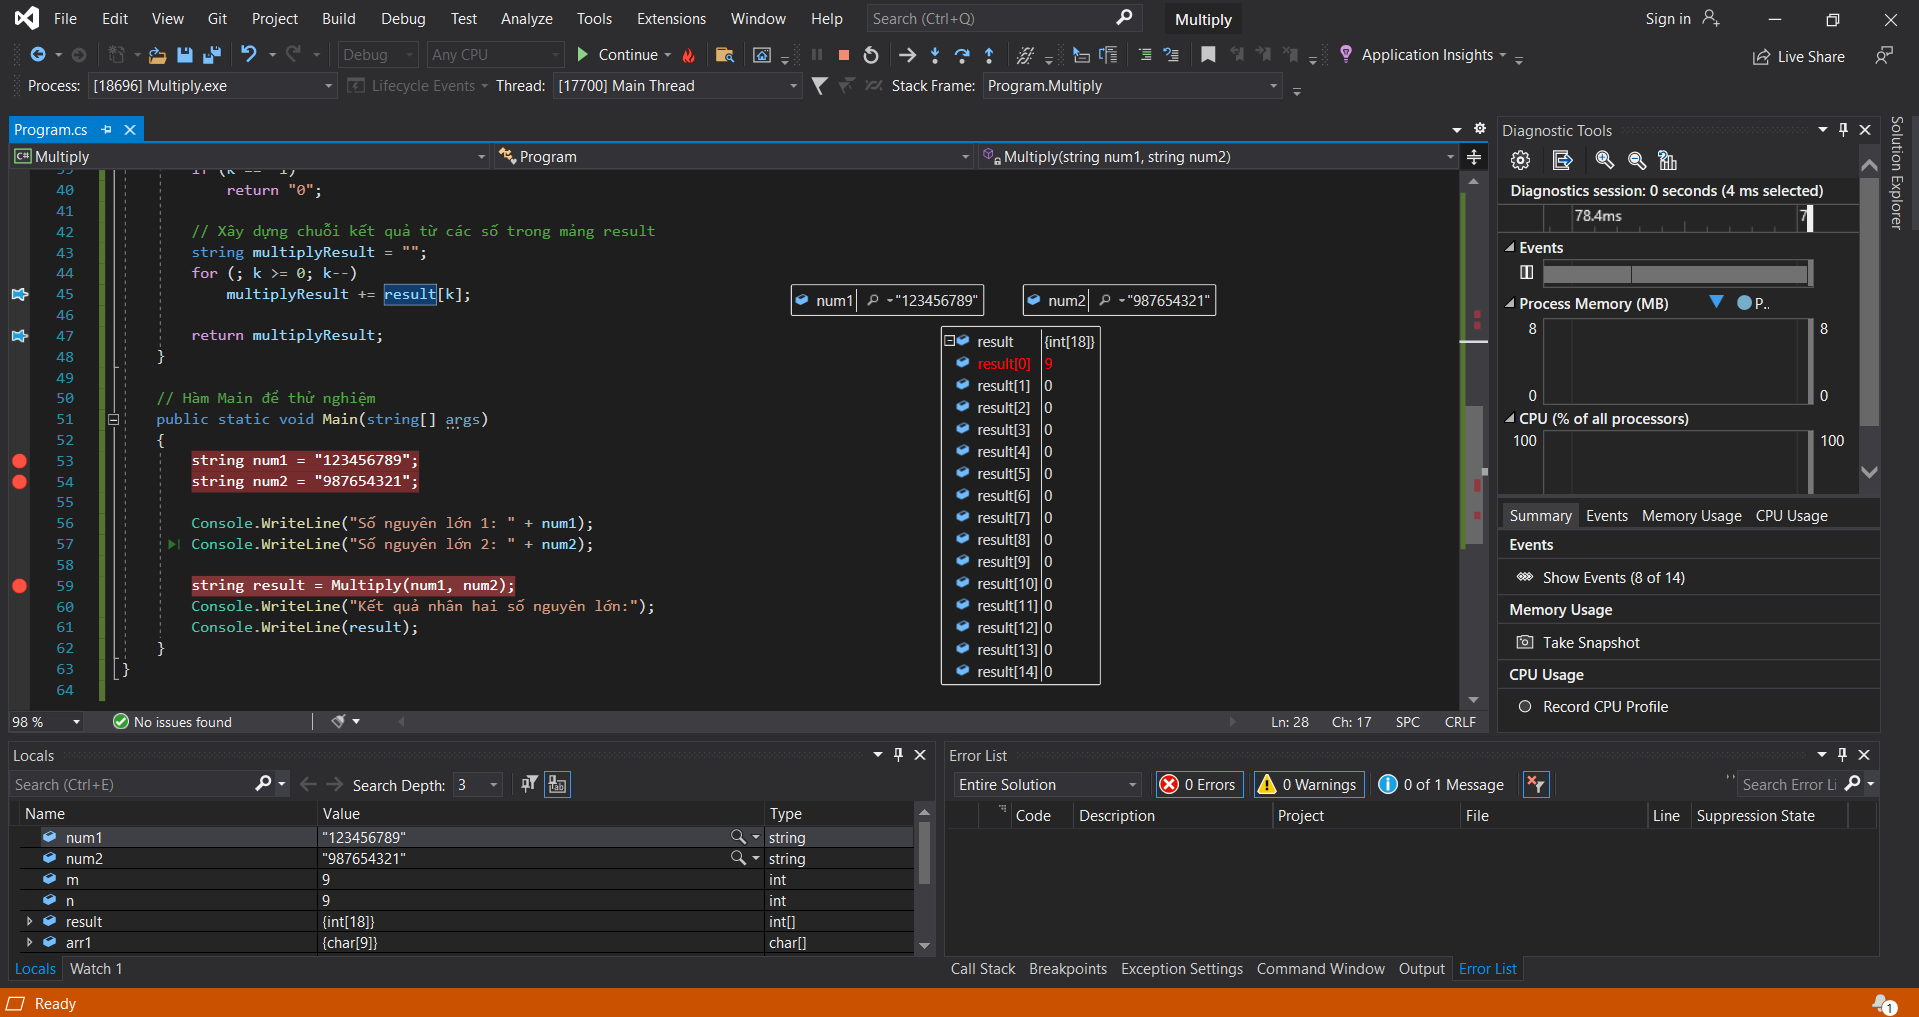 File Edit View Git Project Build Debug Test Analyze Tools Extensions Window Help Search (Ctrl+Q) Multiply Sign in
Debug Any CPU Continue Application Insights Live Share
Process: [18696] Multiply.exe Lifecycle Events Thread: [17700] Main Thread Stack Frame: Program.Multiply
Program.cs
Multiply Program Multiply(string num1, string num2)
40 return "0";
41
42 // Xây dựng chuỗi kết quả từ các số trong mảng result
43 string multiplyResult = "";
44 for (; k >= 0; k--)
45 multiplyResult += result[k];
46
47 return multiplyResult;
48 }
49
50 // Hàm Main để thử nghiệm
51 public static void Main(string[] args)
52 {
53 string num1 = "123456789";
54 string num2 = "987654321";
55
56 Console.WriteLine("Số nguyên lớn 1: " + num1);
57 Console.WriteLine("Số nguyên lớn 2: " + num2);
58
59 string result = Multiply(num1, num2);
60 Console.WriteLine("Kết quả nhân hai số nguyên lớn:");
61 Console.WriteLine(result);
62 }
63 }
64
num1 "123456789"
num2 "987654321"
result {int[18]}
result[0] 9
result[1] 0
result[2] 0
result[3] 0
result[4] 0
result[5] 0
result[6] 0
result[7] 0
result[8] 0
result[9] 0
result[10] 0
result[11] 0
result[12] 0
result[13] 0
result[14] 0
98 % No issues found Ln: 28 Ch: 17 SPC CRLF
Diagnostic Tools
Diagnostics session: 0 seconds (4 ms selected)
78.4ms 7
Events
Process Memory (MB) P..
8 8
0 0
CPU (% of all processors)
100 100
Summary Events Memory Usage CPU Usage
Events
Show Events (8 of 14)
Memory Usage
Take Snapshot
CPU Usage
Record CPU Profile
Solution Explorer
Locals
Search (Ctrl+E) Search Depth: 3
Name Value Type
num1 "123456789" string
num2 "987654321" string
m 9 int
n 9 int
result {int[18]} int[]
arr1 {char[9]} char[]
Locals Watch 1
Error List
Entire Solution 0 Errors 0 Warnings 0 of 1 Message Search Error Li
Code Description Project File Line Suppression State
Call Stack Breakpoints Exception Settings Command Window Output Error List
Ready 1